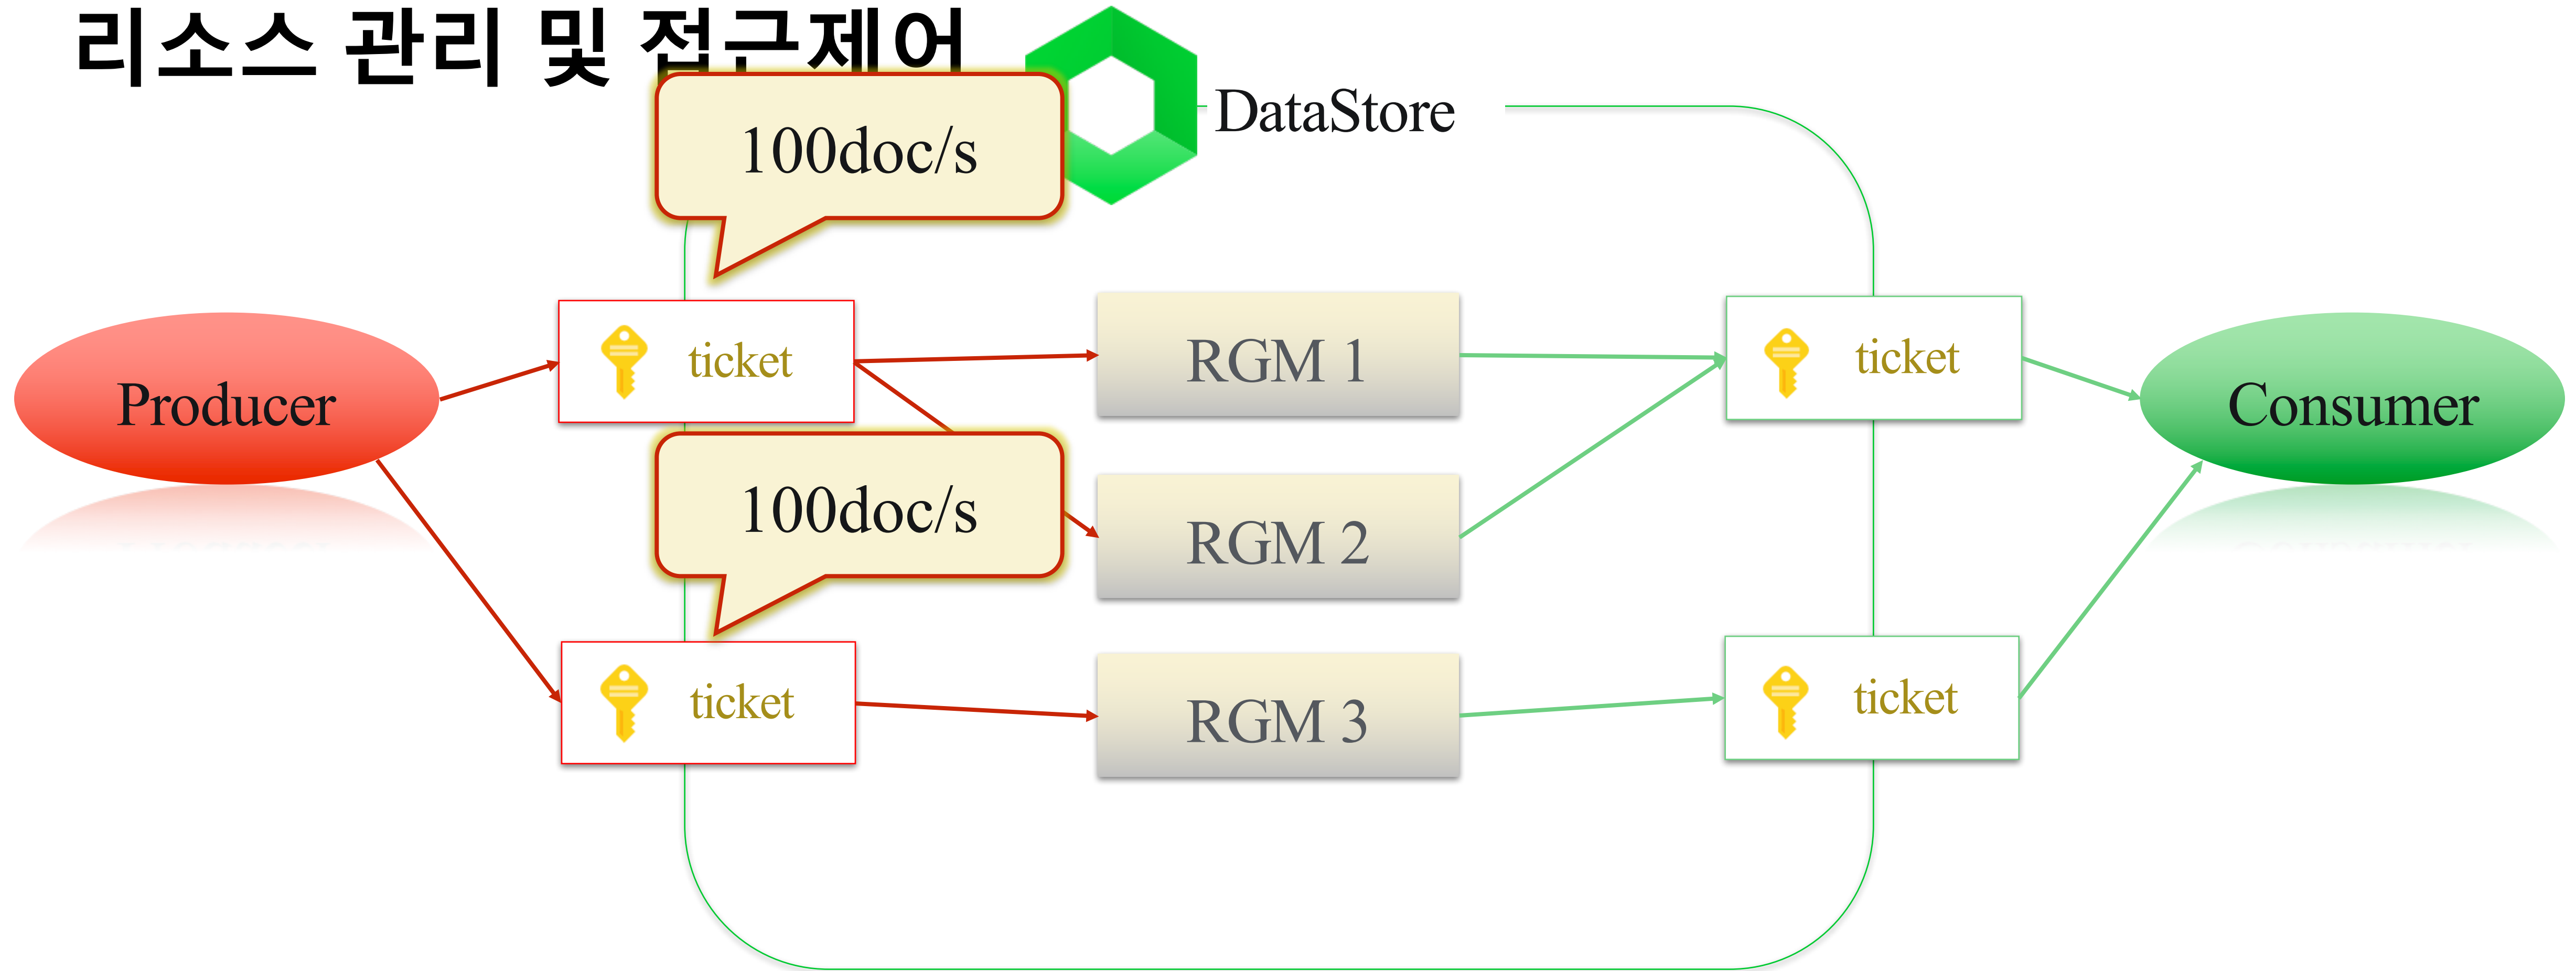 리소스 관리 및 접근제어
DataStore
100doc/s
ticket
RGM 1
ticket
Producer
Consumer
100doc/s
RGM 2
ticket
RGM 3
ticket